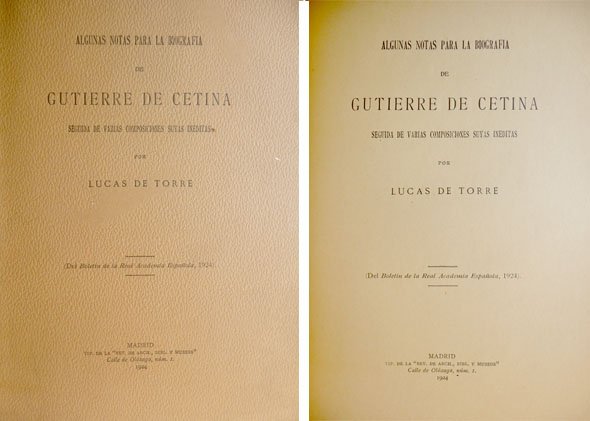 ALGUNAS NOTAS PARA LA BIOGRAFIA
DE
GUTIERRE DE CETINA
SEGUIDA DE VARIAS COMPOSICIONES SUYAS INEDITAS
POR
LUCAS DE TORRE
(Del Boletín de la Real Academia Española, 1924).
MADRID
TIP. DE LA "REV. DE ARCH., BIBL. Y MUSEOS"
Calle de Olózaga, núm. 1.
1924
ALGUNAS NOTAS PARA LA BIOGRAFIA
DE
GUTIERRE DE CETINA
SEGUIDA DE VARIAS COMPOSICIONES SUYAS INEDITAS
POR
LUCAS DE TORRE
(Del Boletín de la Real Academia Española, 1924).
MADRID
TIP. DE LA "REV. DE ARCH., BIBL. Y MUSEOS"
Calle de Olózaga, núm. 1.
1924